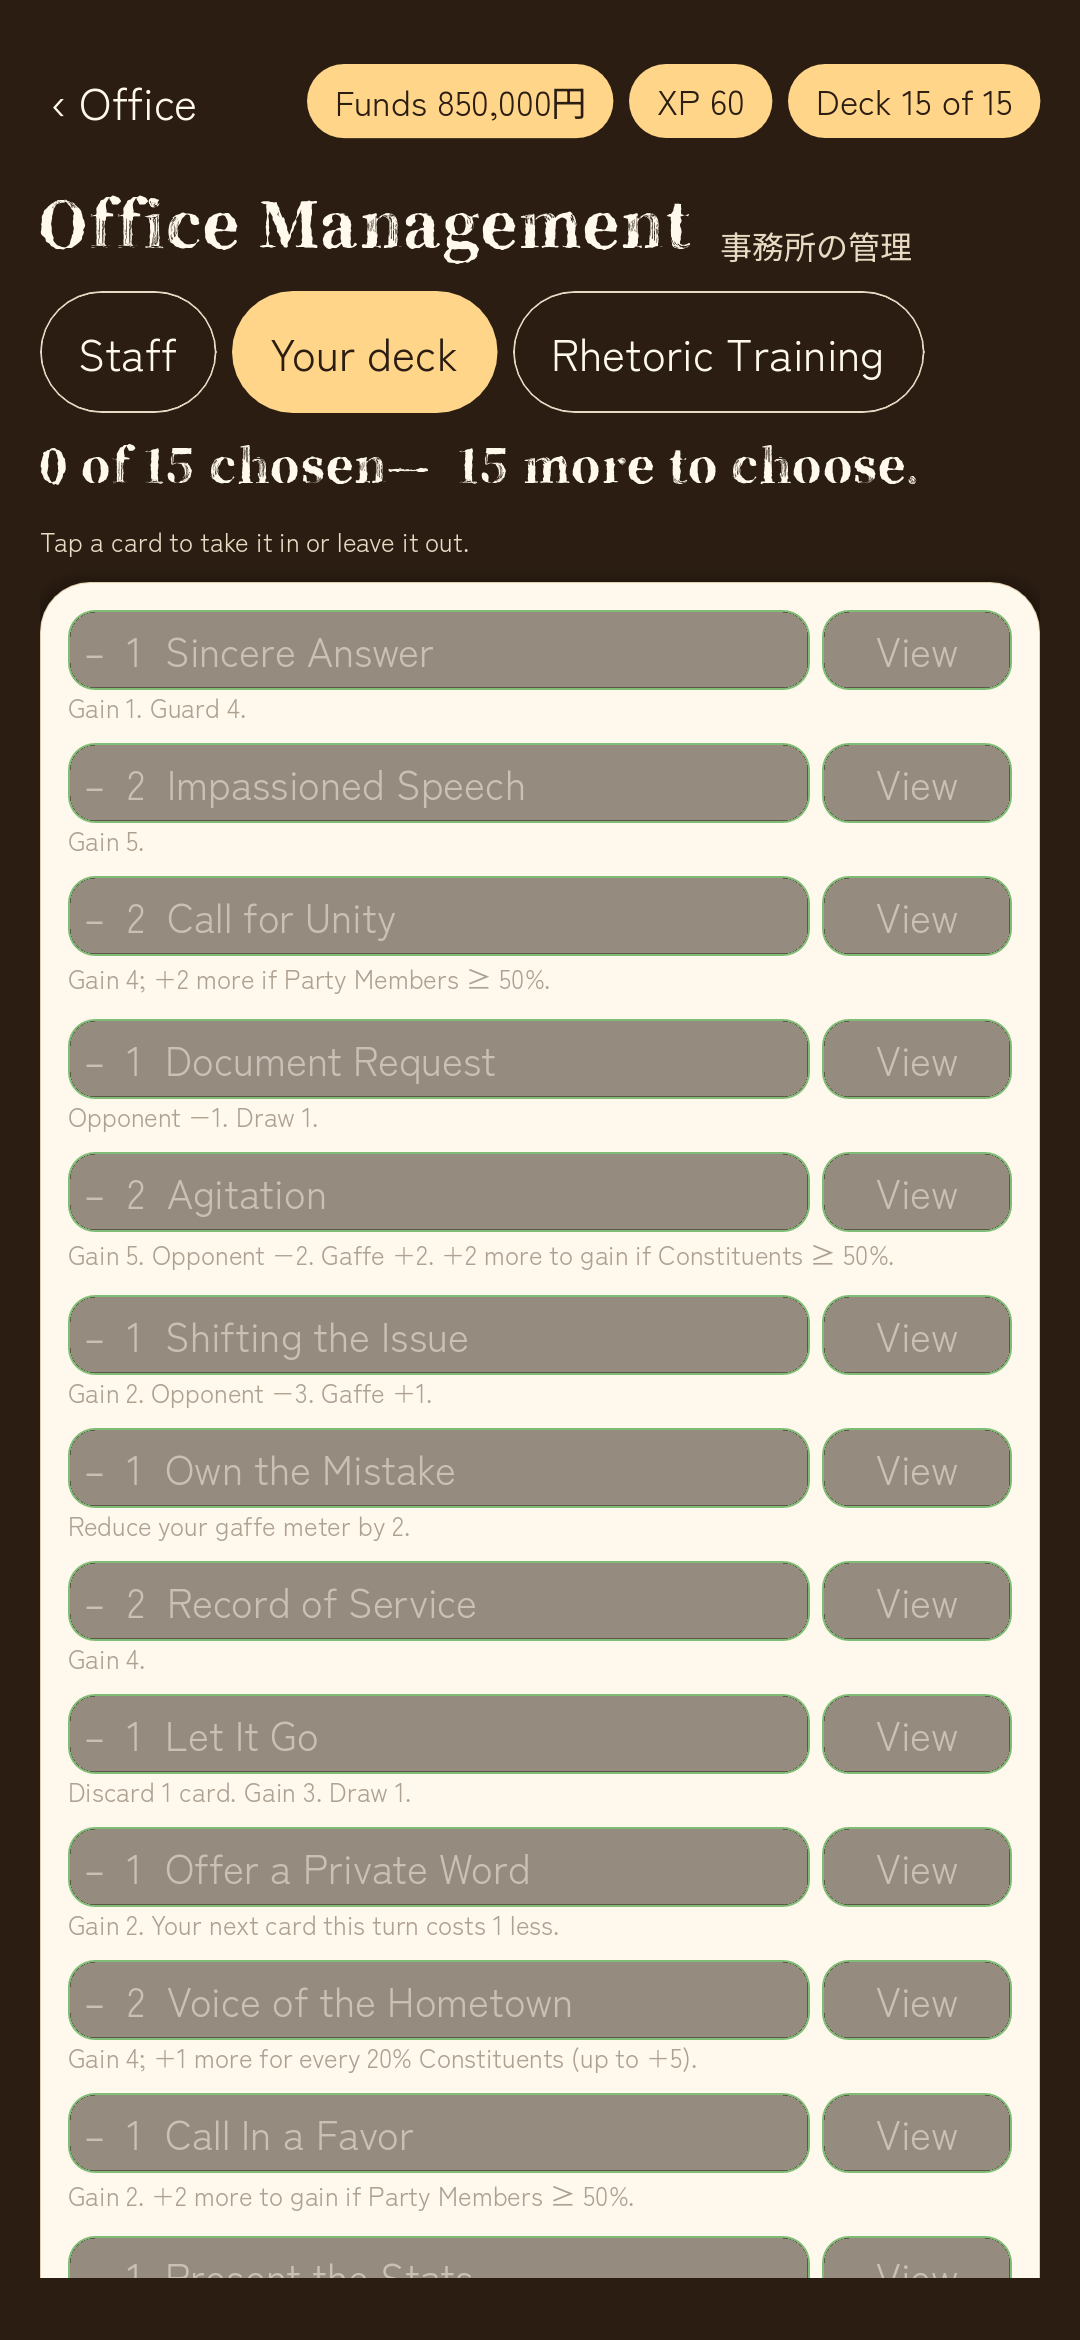 ‹ Office
Funds 850,000円
XP 60
Deck 15 of 15
Office Management 事務所の管理
Staff
Your deck
Rhetoric Training
0 of 15 chosen— 15 more to choose.
Tap a card to take it in or leave it out.
– 1 Sincere Answer View
Gain 1. Guard 4.
– 2 Impassioned Speech View
Gain 5.
– 2 Call for Unity View
Gain 4; +2 more if Party Members ≥ 50%.
– 1 Document Request View
Opponent −1. Draw 1.
– 2 Agitation View
Gain 5. Opponent −2. Gaffe +2. +2 more to gain if Constituents ≥ 50%.
– 1 Shifting the Issue View
Gain 2. Opponent −3. Gaffe +1.
– 1 Own the Mistake View
Reduce your gaffe meter by 2.
– 2 Record of Service View
Gain 4.
– 1 Let It Go View
Discard 1 card. Gain 3. Draw 1.
– 1 Offer a Private Word View
Gain 2. Your next card this turn costs 1 less.
– 2 Voice of the Hometown View
Gain 4; +1 more for every 20% Constituents (up to +5).
– 1 Call In a Favor View
Gain 2. +2 more to gain if Party Members ≥ 50%.
1 Present the Stats View